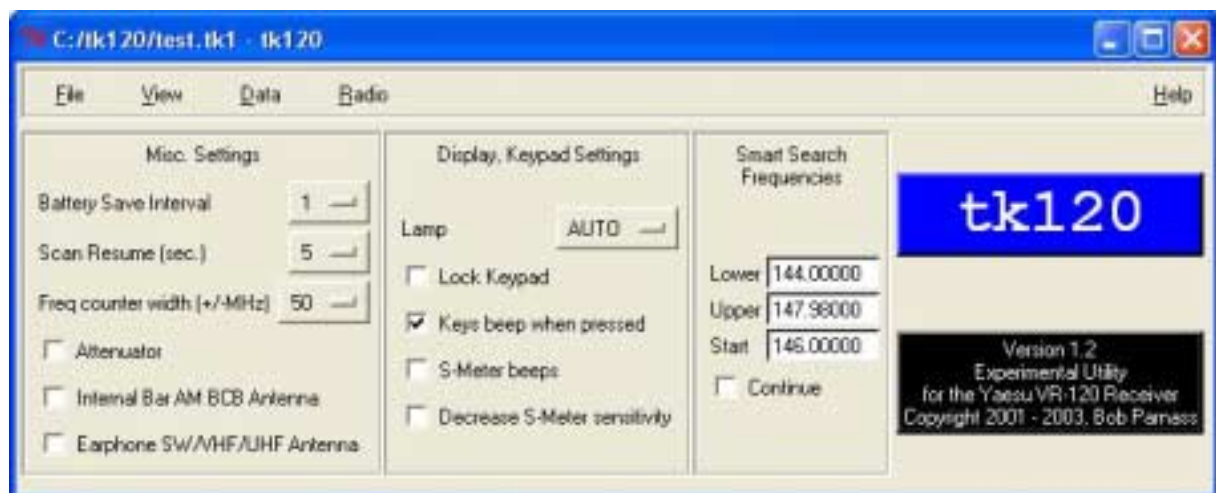 C:/tk120/test.tk1 - tk120
File View Data Radio Help
Misc. Settings
Battery Save Interval 1
Scan Resume (sec.) 5
Freq counter width (+/-MHz) 50
Attenuator
Internal Bar AM BCB Antenna
Earphone SW/VHF/UHF Antenna
Display, Keypad Settings
Lamp AUTO
Lock Keypad
Keys beep when pressed
S-Meter beeps
Decrease S-Meter sensitivity
Smart Search
Frequencies
Lower 144.00000
Upper 147.98000
Start 146.00000
Continue
tk120
Version 1.2
Experimental Utility
for the Yaesu VR-120 Receiver
Copyright 2001 - 2003, Bob Parnass